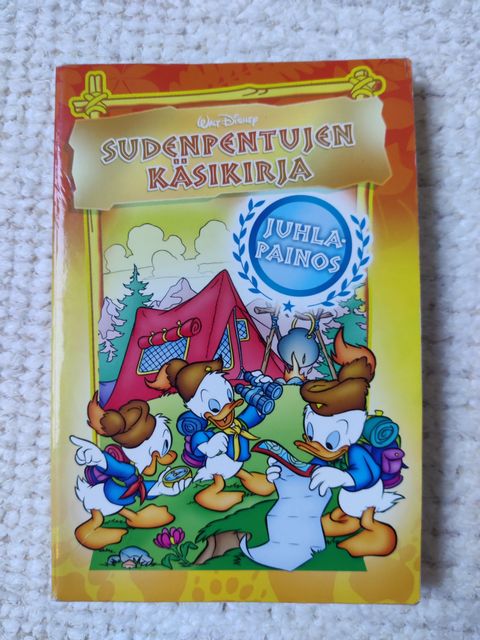 Walt Disney
SUDENPENTUJEN
KÄSIKIRJA
JUHLA-
PAINOS